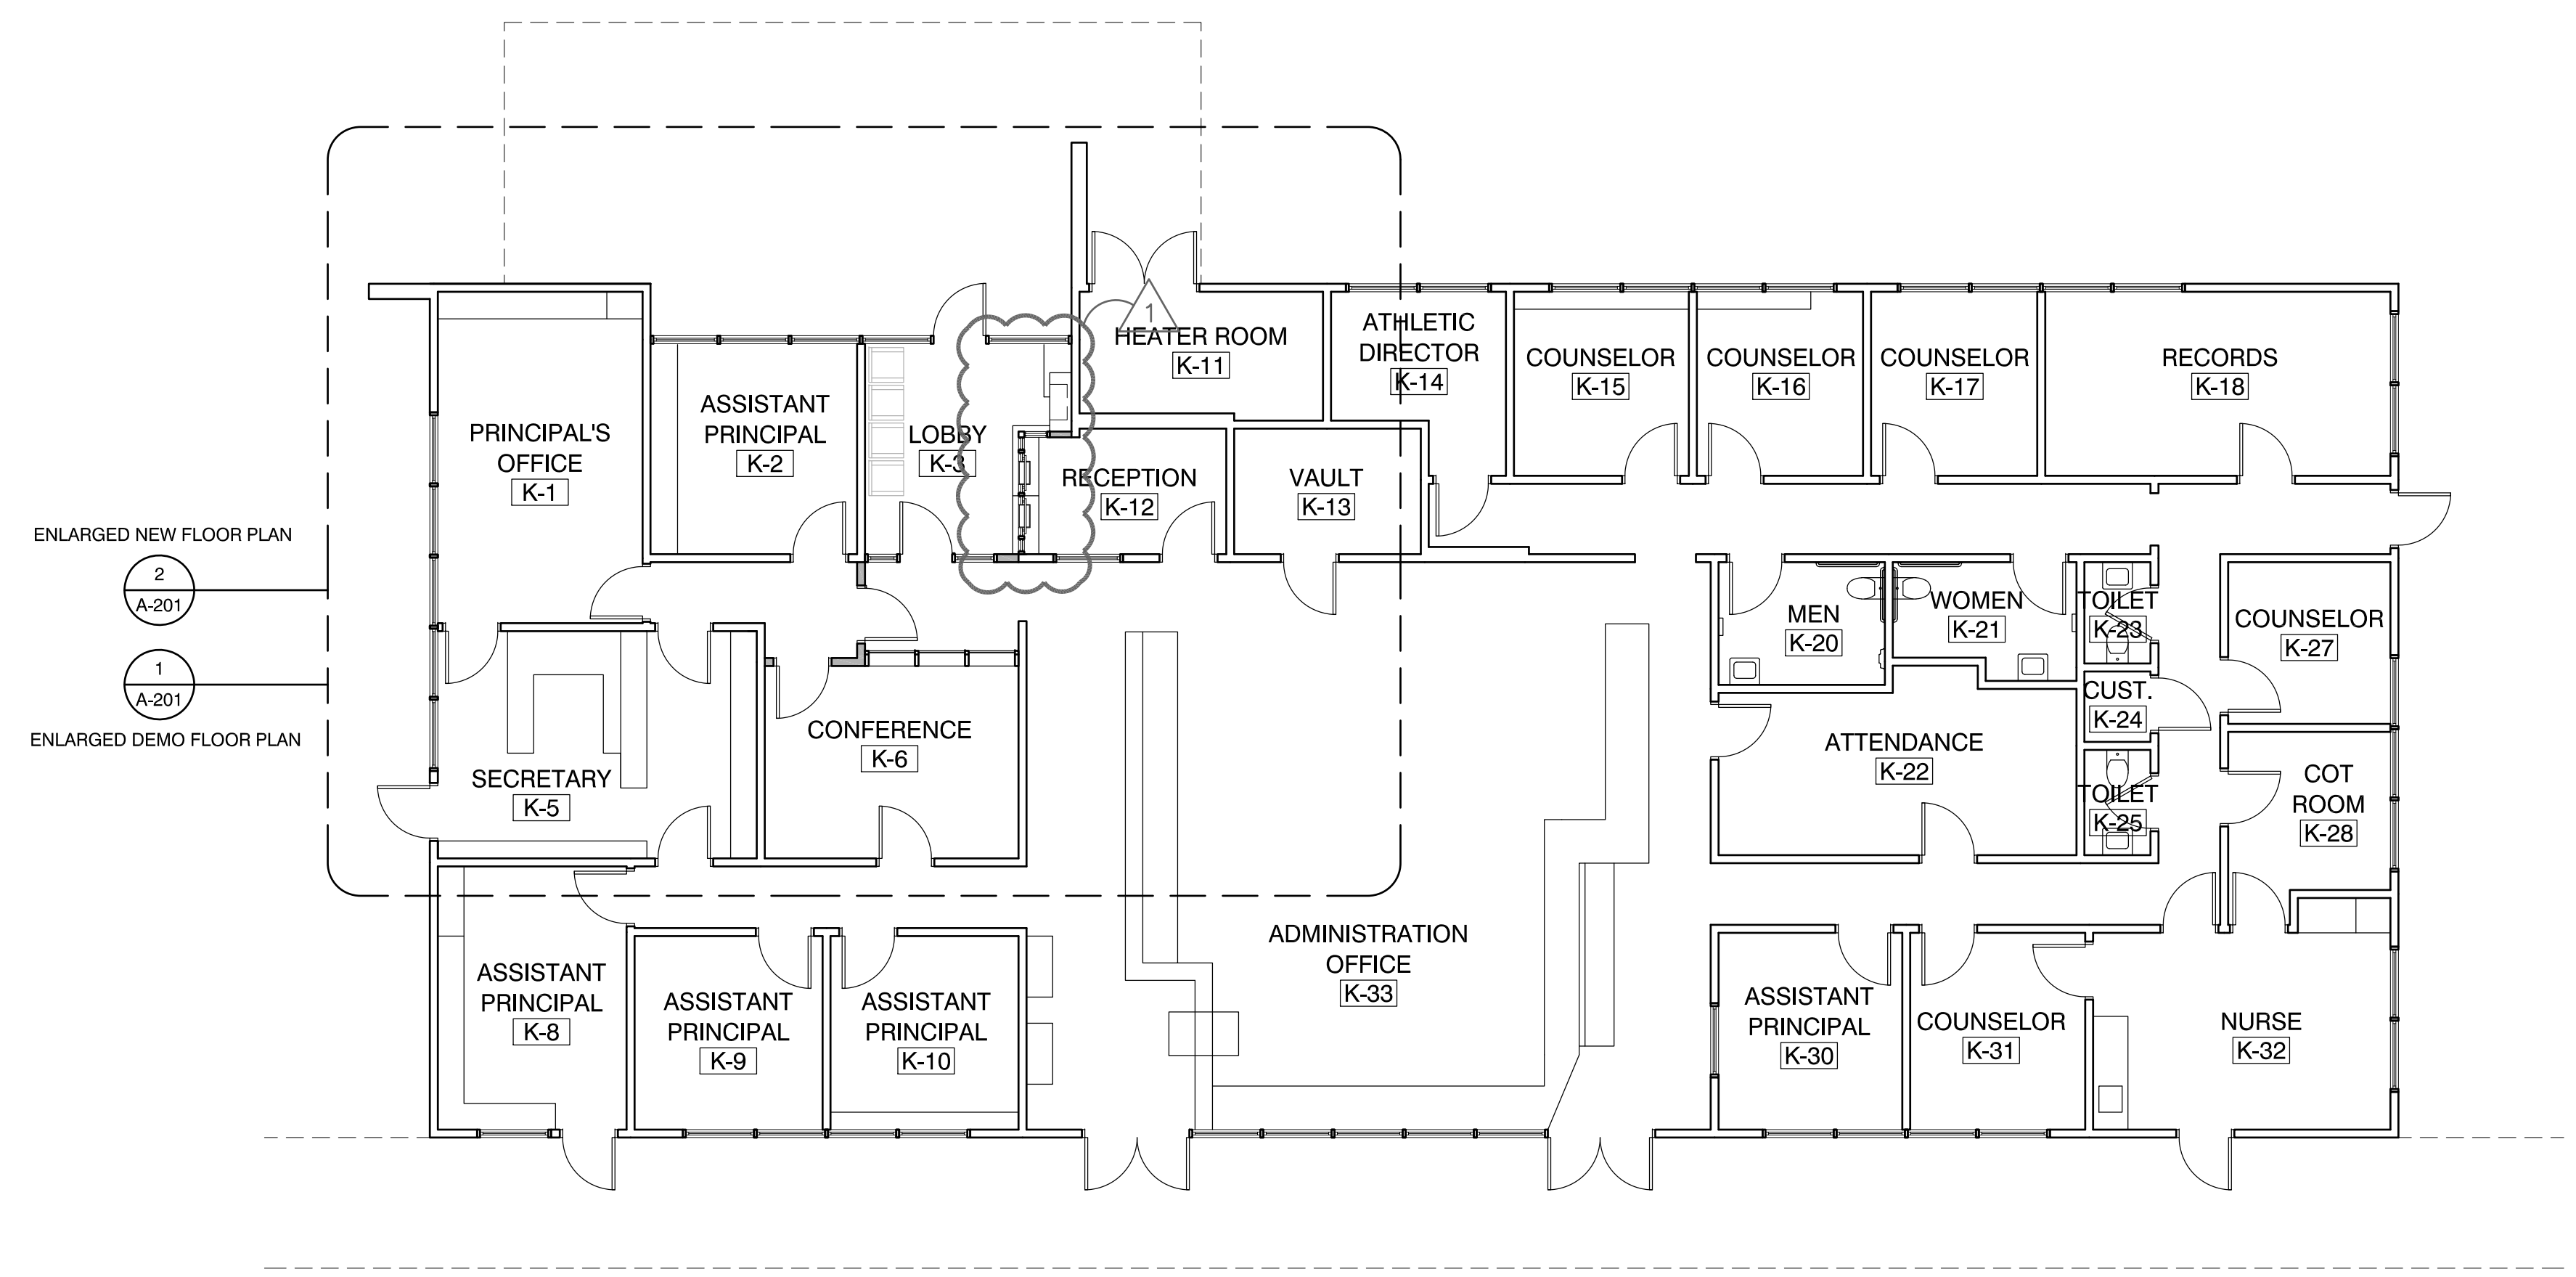 1
HEATER ROOM
K-11
ATHLETIC
DIRECTOR
K-14
COUNSELOR
K-15
COUNSELOR
K-16
COUNSELOR
K-17
RECORDS
K-18
PRINCIPAL'S
OFFICE
K-1
ASSISTANT
PRINCIPAL
K-2
LOBBY
K-3
RECEPTION
K-12
VAULT
K-13
ENLARGED NEW FLOOR PLAN
2
A-201
1
A-201
ENLARGED DEMO FLOOR PLAN
MEN
K-20
WOMEN
K-21
TOILET
K-23
COUNSELOR
K-27
CUST.
K-24
CONFERENCE
K-6
ATTENDANCE
K-22
SECRETARY
K-5
TOILET
K-25
COT
ROOM
K-28
ADMINISTRATION
OFFICE
K-33
ASSISTANT
PRINCIPAL
K-8
ASSISTANT
PRINCIPAL
K-9
ASSISTANT
PRINCIPAL
K-10
ASSISTANT
PRINCIPAL
K-30
COUNSELOR
K-31
NURSE
K-32